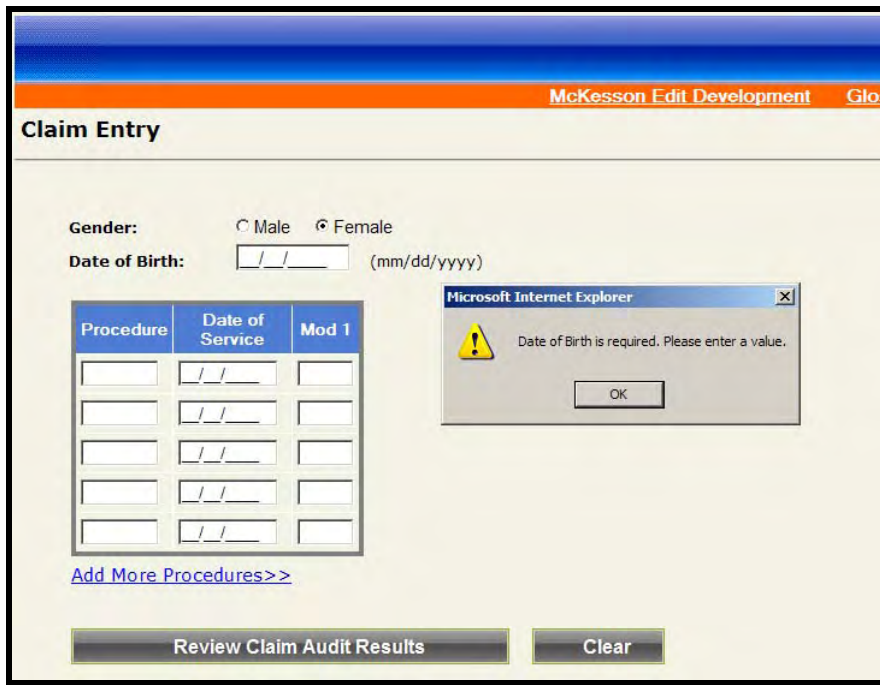 McKesson Edit Development Glo
Claim Entry
Gender: Male Female
Date of Birth: __/__/____ (mm/dd/yyyy)
Microsoft Internet Explorer
Date of Birth is required. Please enter a value.
OK
Procedure Date of Service Mod 1
__/__/____
__/__/____
__/__/____
__/__/____
__/__/____
Add More Procedures>>
Review Claim Audit Results Clear